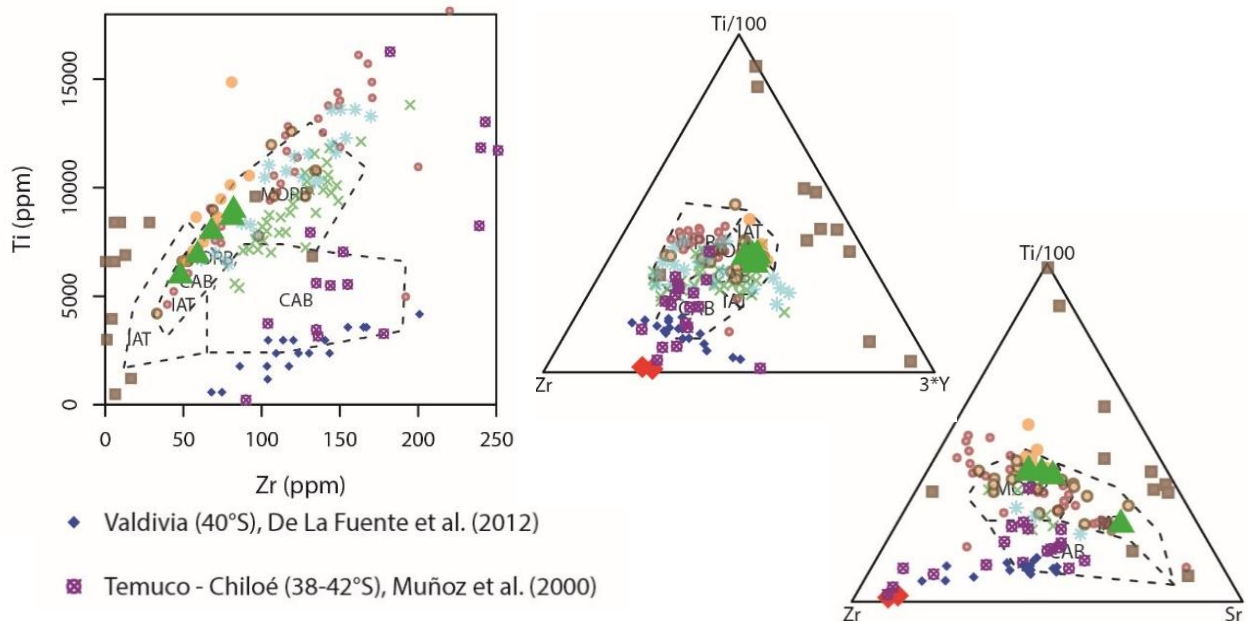 Ti/100
Ti (ppm)
15000
10000
5000
0
MORB
MORB
CAB
IAT
IAT
CAB
0 50 100 150 200 250
Zr (ppm)
IAT
CAB
IAT
Zr 3*Y
Ti/100
CAB
Zr Sr
Valdivia (40°S), De La Fuente et al. (2012)
Temuco - Chiloé (38-42°S), Muñoz et al. (2000)